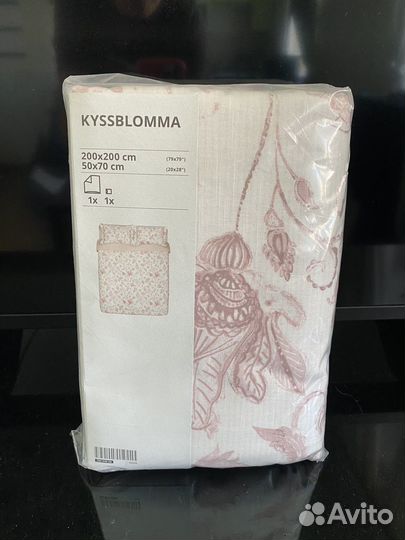 KYSSBLOMMA
200x200 cm (79x79")
50x70 cm (20x28")
1x 1x
Avito